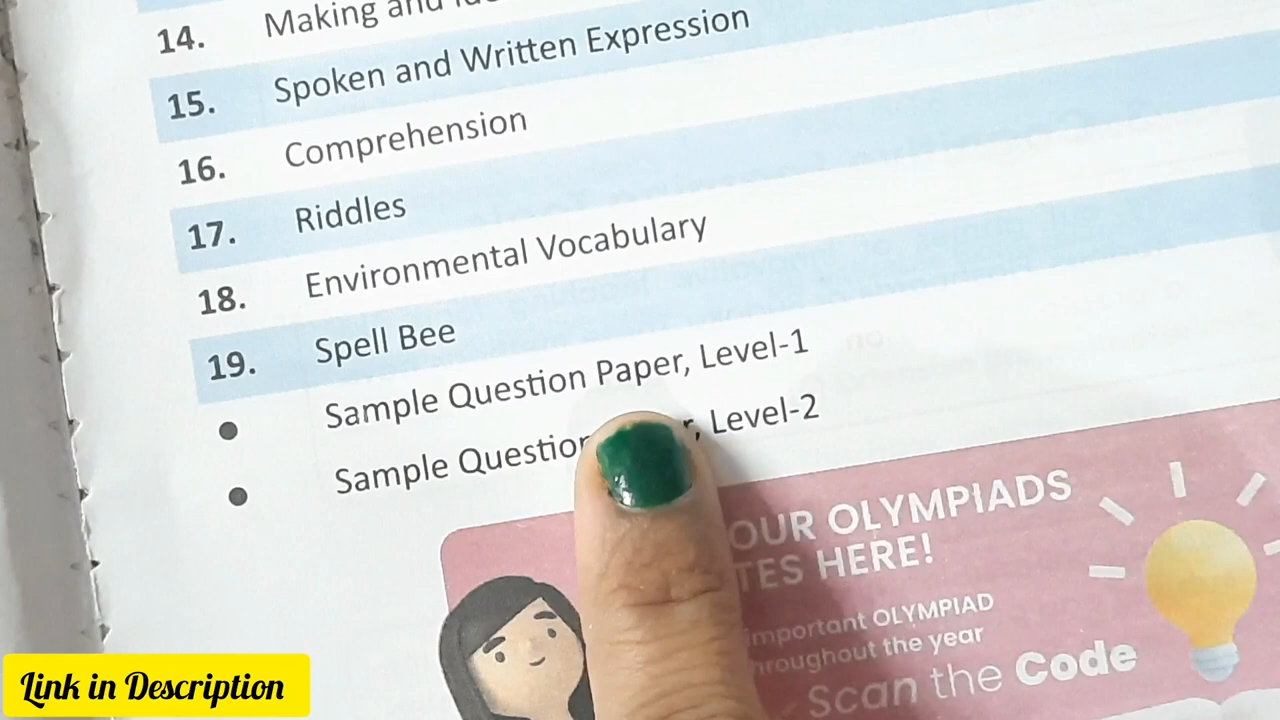 14. Making and
15. Spoken and Written Expression
16. Comprehension
17. Riddles
18. Environmental Vocabulary
19. Spell Bee
• Sample Question Paper, Level-1
• Sample Question , Level-2
OUR OLYMPIADS
HERE!
important OLYMPIAD
throughout the year
Scan the Code
Link in Description